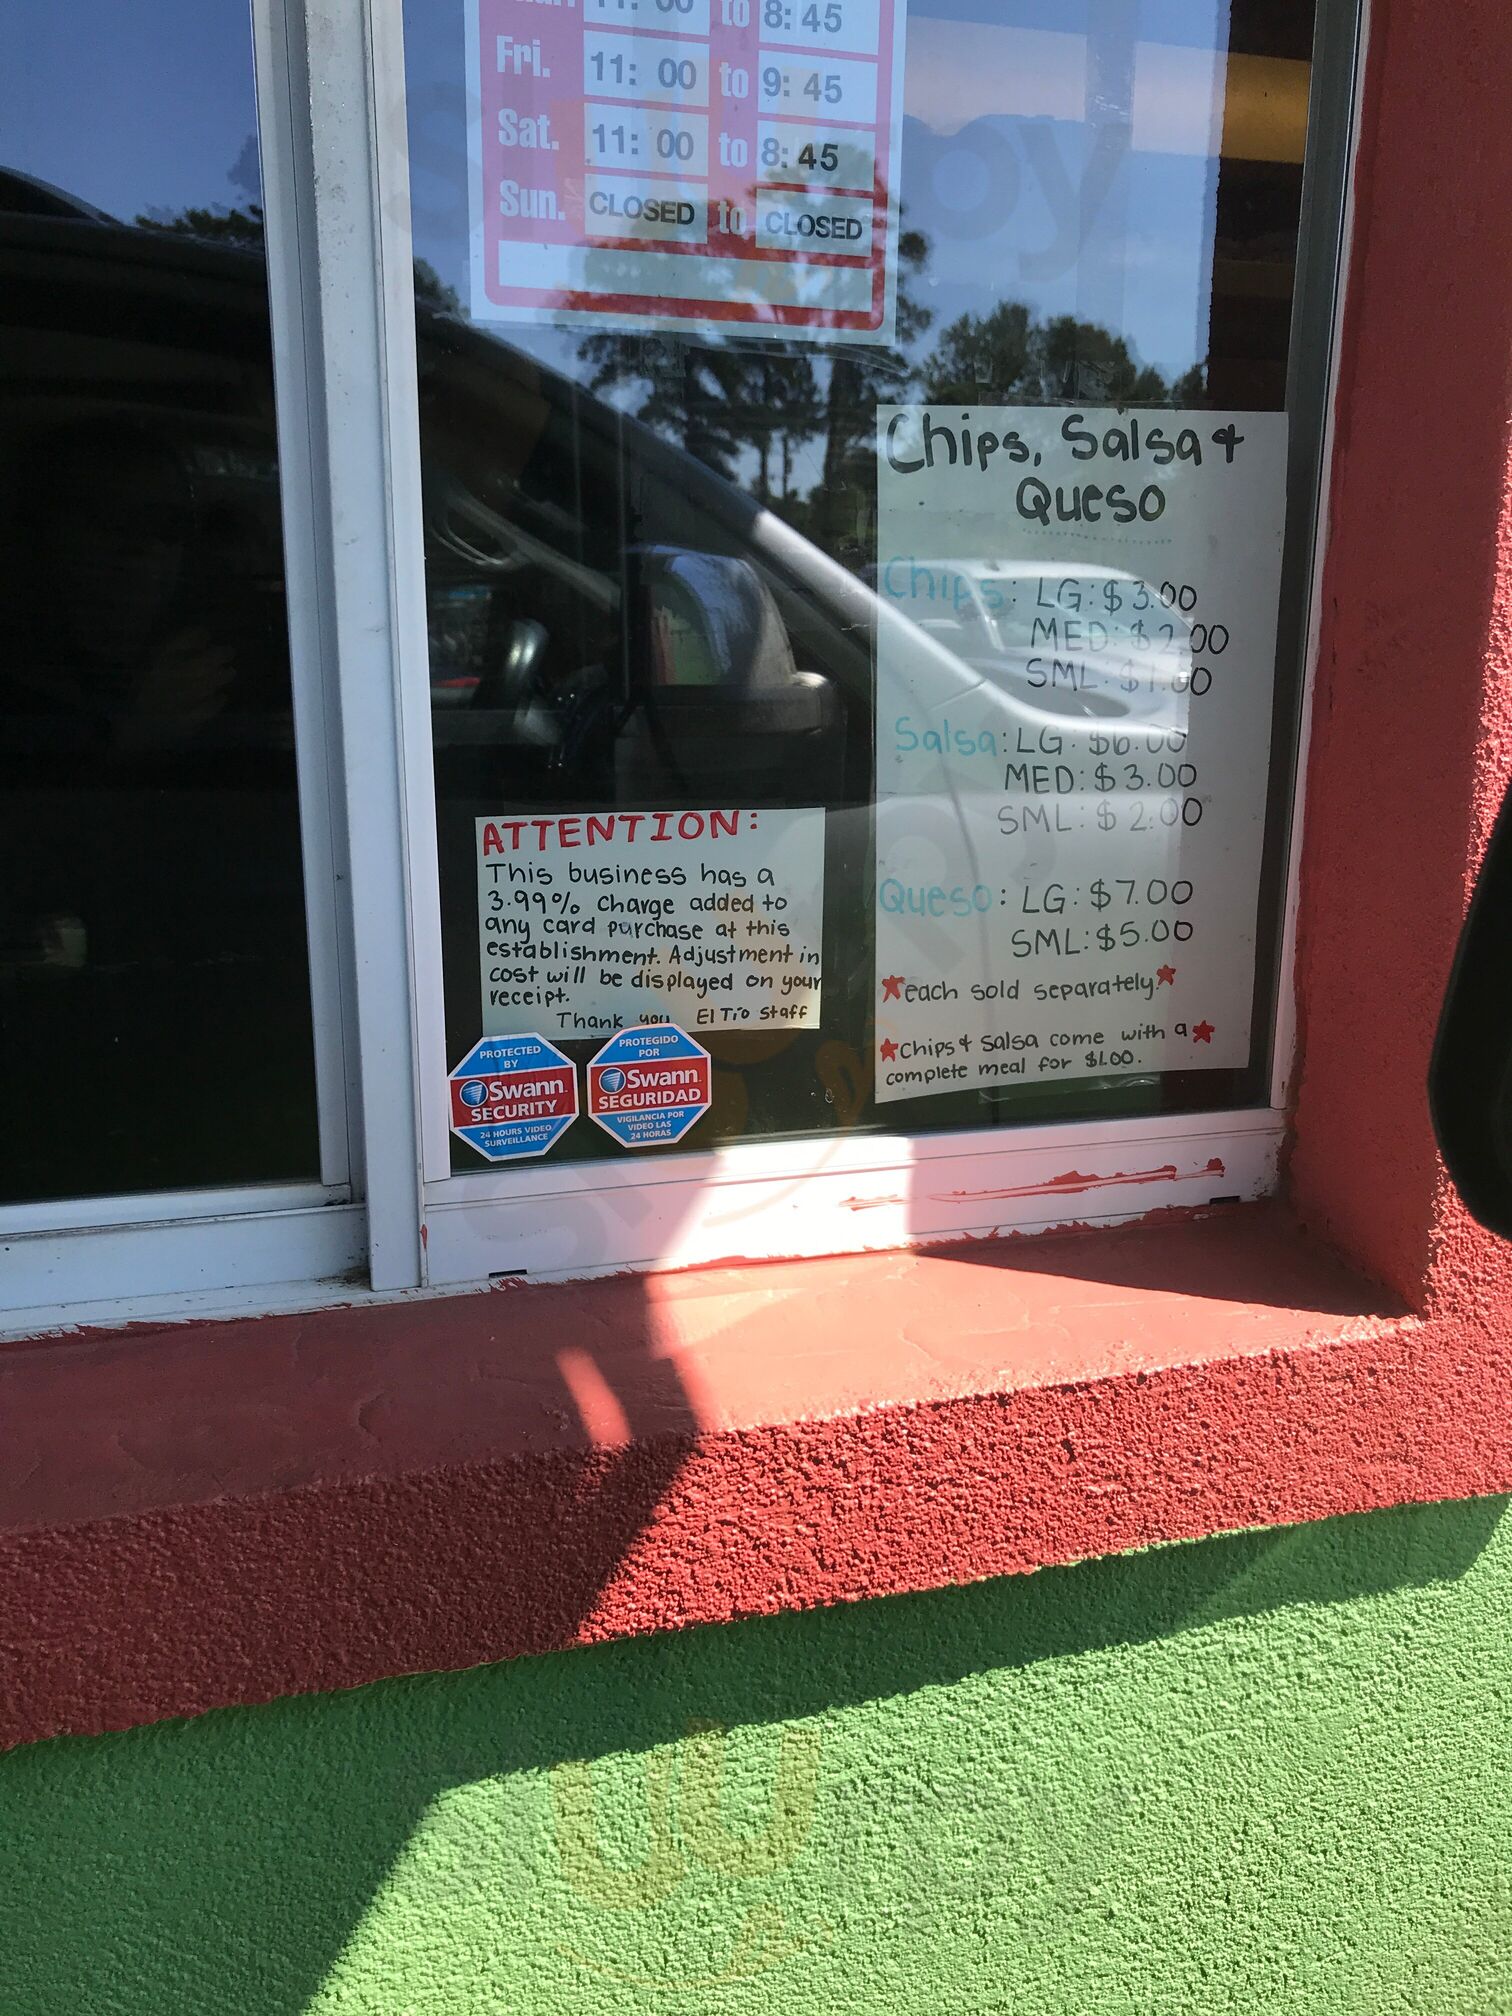 11: 00 to 8:45
Fri. 11: 00 to 9: 45
Sat. 11: 00 to 8: 45
Sun. CLOSED to CLOSED
Chips, Salsa &
Queso
Chips: LG: $3.00
MED: $2.00
SML: $1.00
Salsa: LG: $6.00
MED: $3.00
SML: $2.00
Queso: LG: $7.00
SML: $5.00
*each sold separately*
*Chips & Salsa come with a *
complete meal for $1.00.
ATTENTION:
This business has a
3.99% charge added to
any card purchase at this
establishment. Adjustment in
cost will be displayed on your
receipt.
Thank you El Tio Staff
PROTECTED
BY
Swann
SECURITY
24 HOURS VIDEO
SURVEILLANCE
PROTEGIDO
POR
Swann
SEGURIDAD
VIGILANCIA POR
VIDEO LAS
24 HORAS